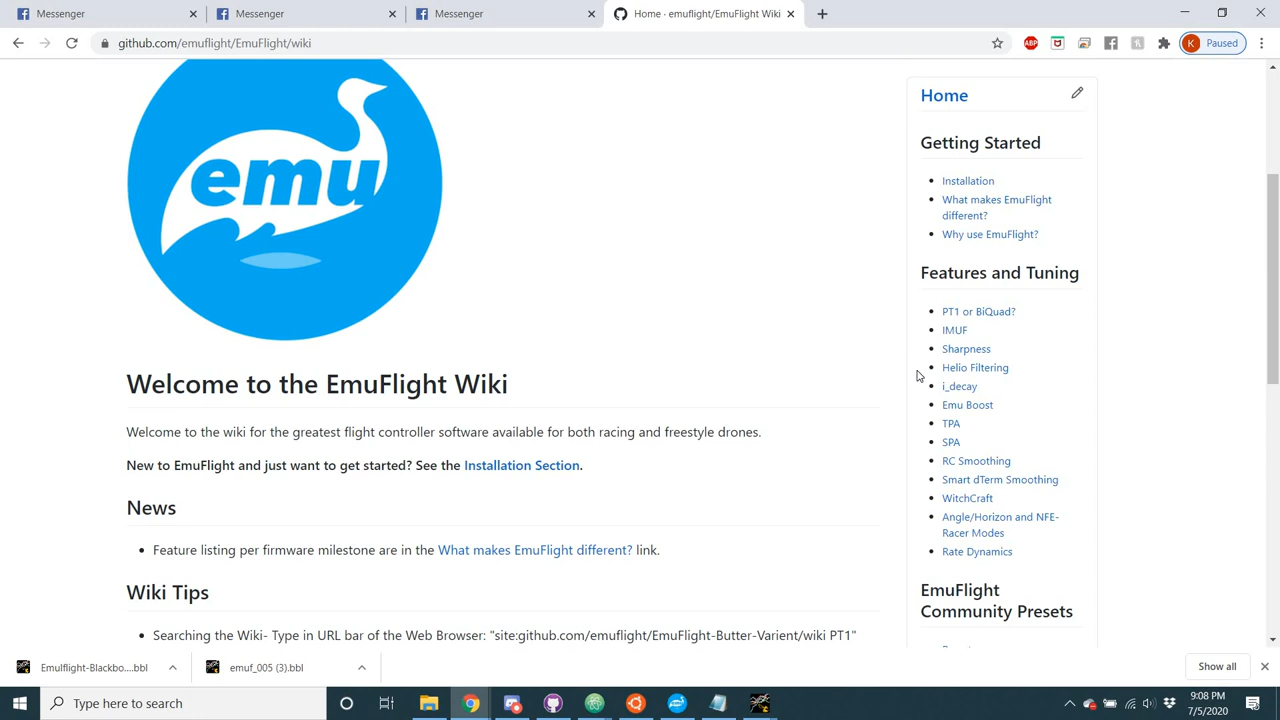 Messenger
Messenger
Messenger
Home · emuflight/EmuFlight Wiki
github.com/emuflight/EmuFlight/wiki
ABP
K
Paused
emu
Home
Getting Started
Installation
What makes EmuFlight
different?
Why use EmuFlight?
Features and Tuning
PT1 or BiQuad?
IMUF
Sharpness
Helio Filtering
i_decay
Emu Boost
TPA
SPA
RC Smoothing
Smart dTerm Smoothing
WitchCraft
Angle/Horizon and NFE-
Racer Modes
Rate Dynamics
EmuFlight
Community Presets
Welcome to the EmuFlight Wiki
Welcome to the wiki for the greatest flight controller software available for both racing and freestyle drones.
New to EmuFlight and just want to get started? See the Installation Section.
News
Feature listing per firmware milestone are in the What makes EmuFlight different? link.
Wiki Tips
Searching the Wiki- Type in URL bar of the Web Browser: "site:github.com/emuflight/EmuFlight-Butter-Varient/wiki PT1"
Emulflight-Blackbo....bbl
emuf_005 (3).bbl
Show all
Type here to search
9:08 PM
7/5/2020